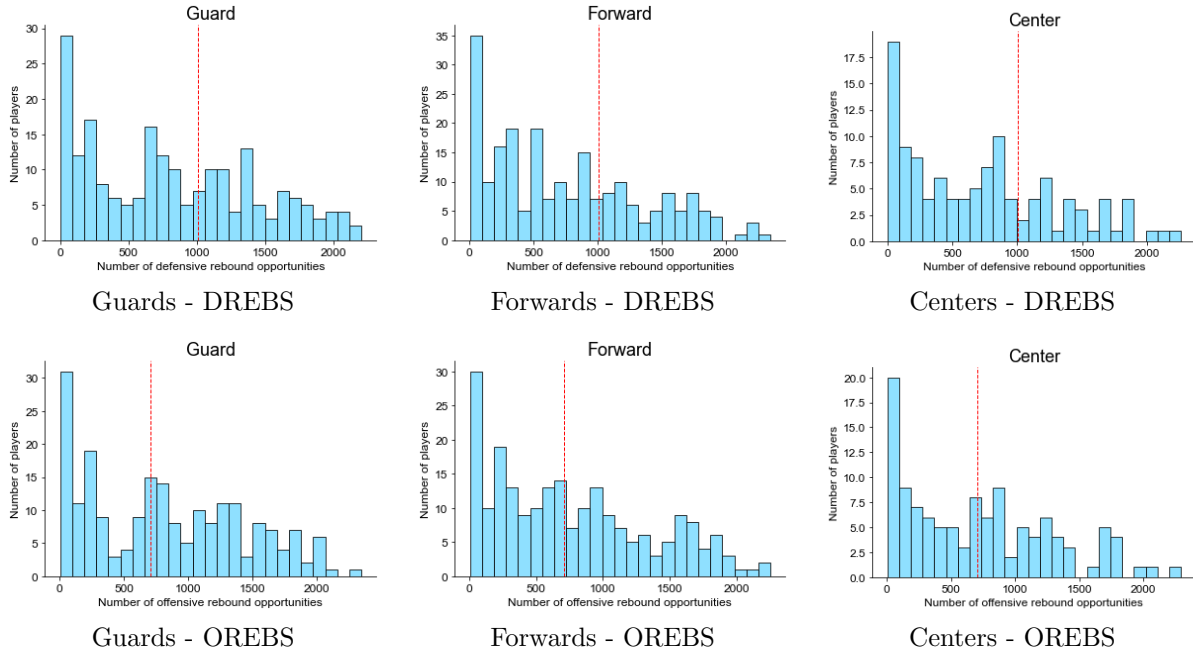 Guard
Number of players
30
25
20
15
10
5
0
0 500 1000 1500 2000
Number of defensive rebound opportunities
Guards - DREBS
Forward
Number of players
35
30
25
20
15
10
5
0
0 500 1000 1500 2000
Number of defensive rebound opportunities
Forwards - DREBS
Center
Number of players
17.5
15.0
12.5
10.0
7.5
5.0
2.5
0.0
0 500 1000 1500 2000
Number of defensive rebound opportunities
Centers - DREBS
Guard
Number of players
30
25
20
15
10
5
0
0 500 1000 1500 2000
Number of offensive rebound opportunities
Guards - OREBS
Forward
Number of players
30
25
20
15
10
5
0
0 500 1000 1500 2000
Number of offensive rebound opportunities
Forwards - OREBS
Center
Number of players
20.0
17.5
15.0
12.5
10.0
7.5
5.0
2.5
0.0
0 500 1000 1500 2000
Number of offensive rebound opportunities
Centers - OREBS